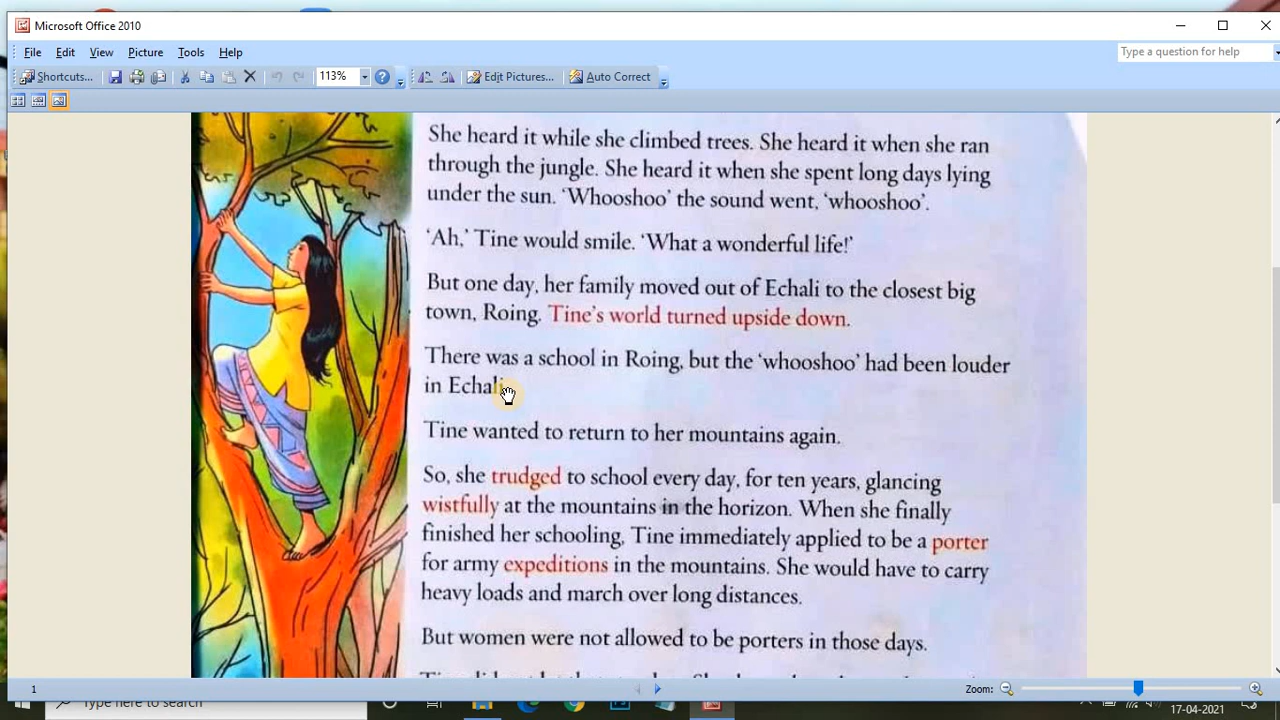 Microsoft Office 2010
File Edit View Picture Tools Help
Type a question for help
Shortcuts... 113% Edit Pictures... Auto Correct
She heard it while she climbed trees. She heard it when she ran
through the jungle. She heard it when she spent long days lying
under the sun. ‘Whooshoo’ the sound went, ‘whooshoo’.
‘Ah,’ Tine would smile. ‘What a wonderful life!’
But one day, her family moved out of Echali to the closest big
town, Roing. Tine’s world turned upside down.
There was a school in Roing, but the ‘whooshoo’ had been louder
in Echali
Tine wanted to return to her mountains again.
So, she trudged to school every day, for ten years, glancing
wistfully at the mountains in the horizon. When she finally
finished her schooling, Tine immediately applied to be a porter
for army expeditions in the mountains. She would have to carry
heavy loads and march over long distances.
But women were not allowed to be porters in those days.
1 Zoom:
Type here to search
17-04-2021